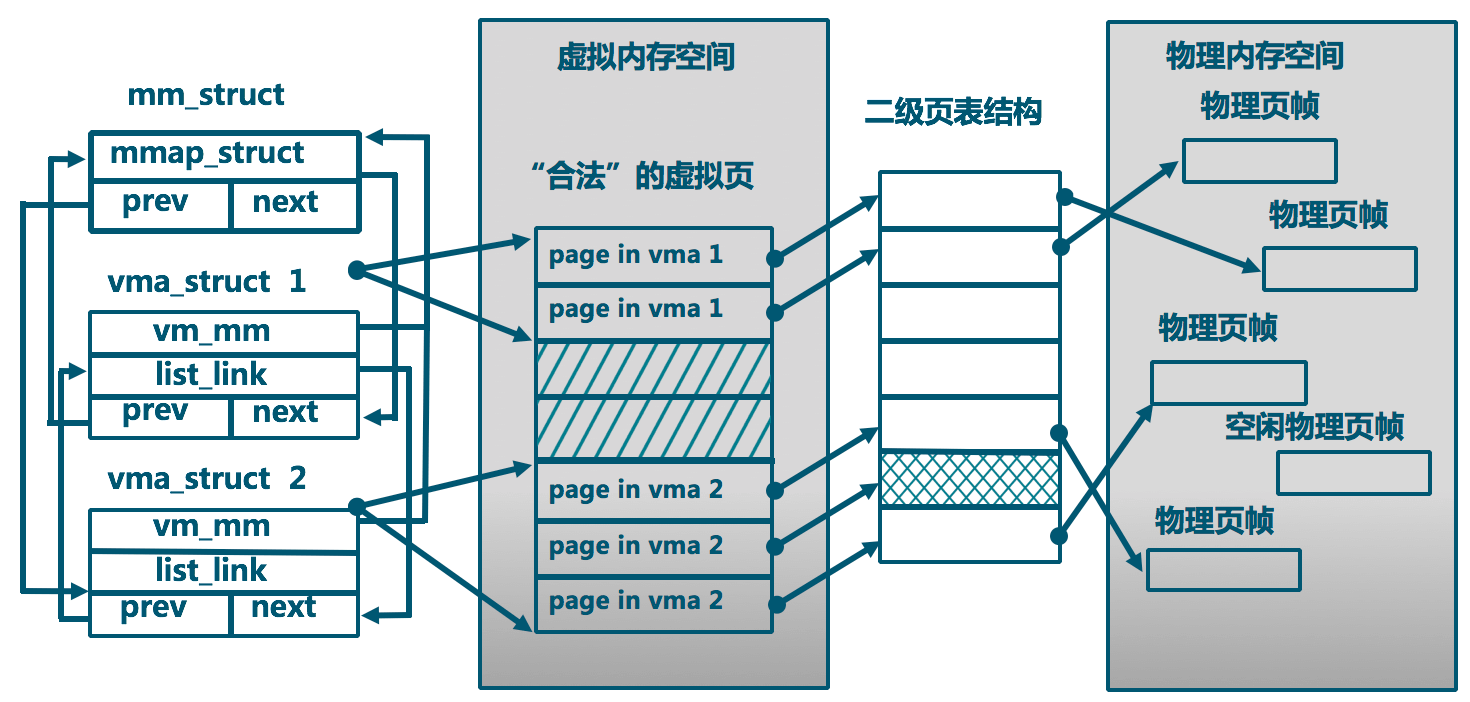 mm_struct
mmap_struct
prev next
vma_struct 1
vm_mm
list_link
prev next
vma_struct 2
vm_mm
list_link
prev next
虚拟内存空间
“合法”的虚拟页
page in vma 1
page in vma 1
page in vma 2
page in vma 2
page in vma 2
二级页表结构
物理内存空间
物理页帧
物理页帧
物理页帧
空闲物理页帧
物理页帧